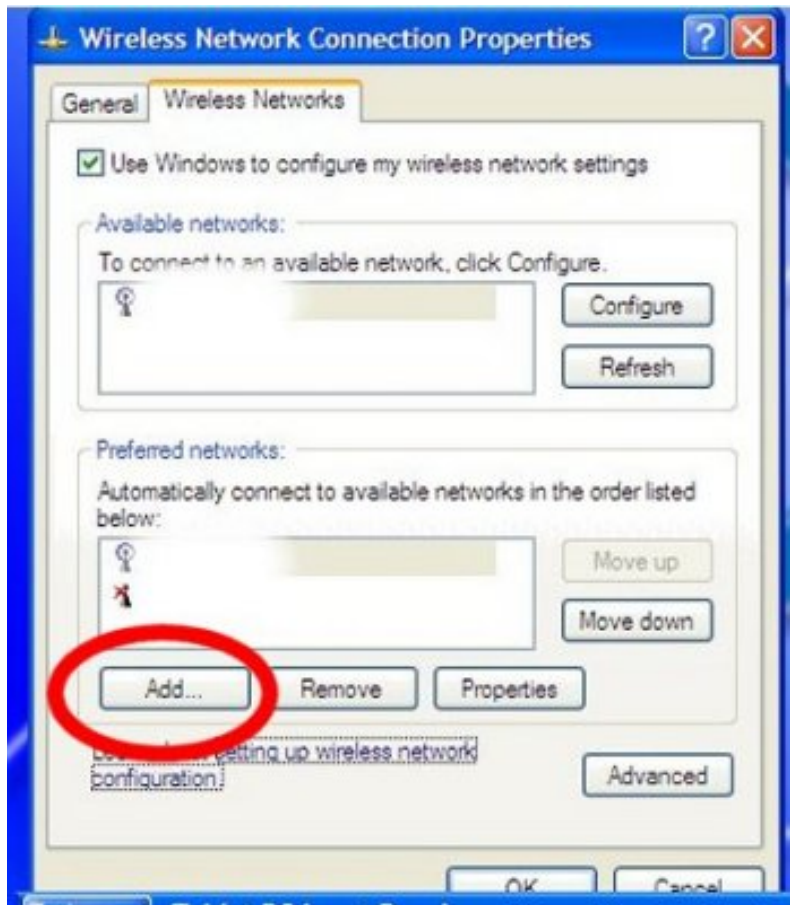 Wireless Network Connection Properties
General
Wireless Networks
Use Windows to configure my wireless network settings
Available networks:
To connect to an available network, click Configure.
Configure
Refresh
Preferred networks:
Automatically connect to available networks in the order listed
below:
Move up
Move down
Add...
Remove
Properties
setting up wireless network
configuration.
Advanced
OK
Cancel